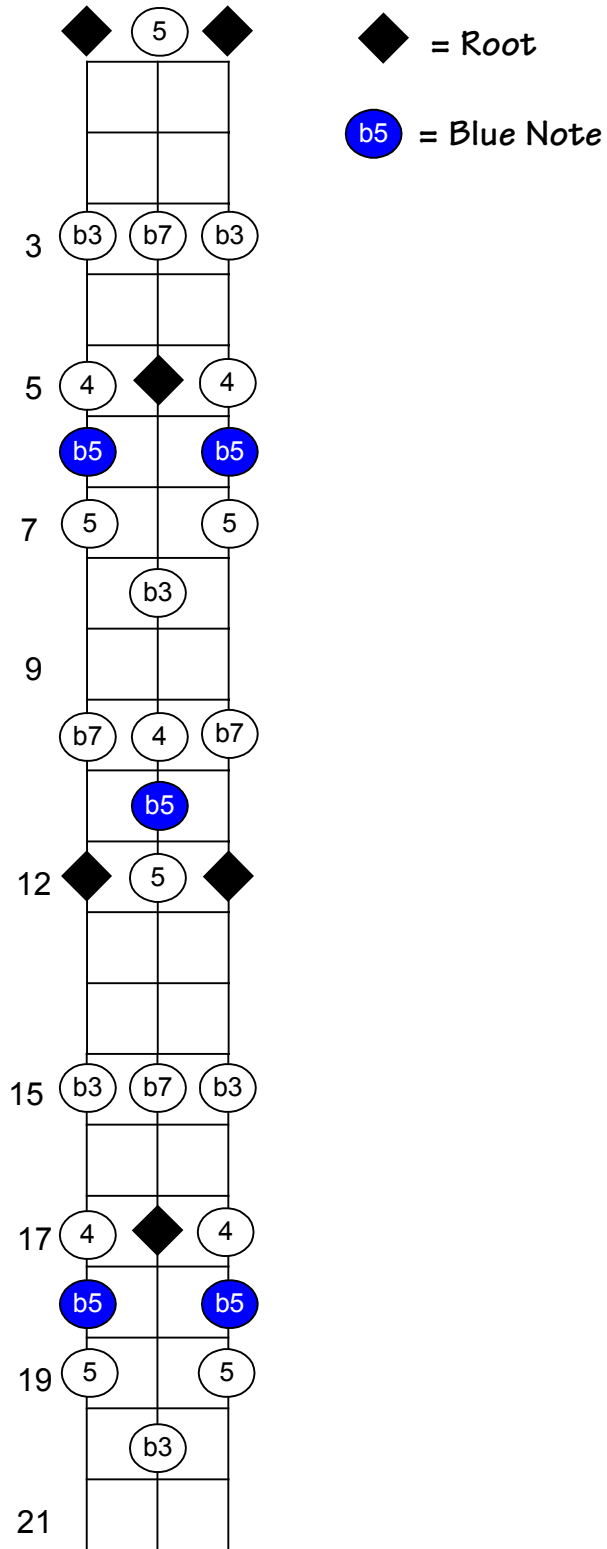 5
= Root
b5 = Blue Note
3 b3 b7 b3
5 4 4
b5 b5
7 5 5
b3
9
b7 4 b7
b5
12 5
15 b3 b7 b3
17 4 4
b5 b5
19 5 5
b3
21